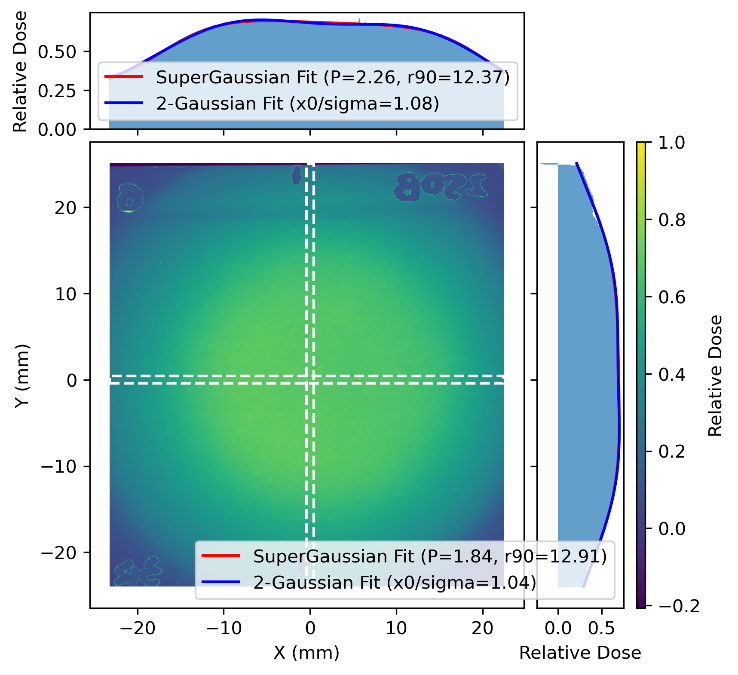 Relative Dose
0.50
0.25
0.00
SuperGaussian Fit (P=2.26, r90=12.37)
2-Gaussian Fit (x0/sigma=1.08)
Y (mm)
20
10
0
−10
−20
SuperGaussian Fit (P=1.84, r90=12.91)
2-Gaussian Fit (x0/sigma=1.04)
−20
−10
0
10
20
X (mm)
0.0
0.5
Relative Dose
1.0
0.8
0.6
0.4
0.2
0.0
−0.2
Relative Dose